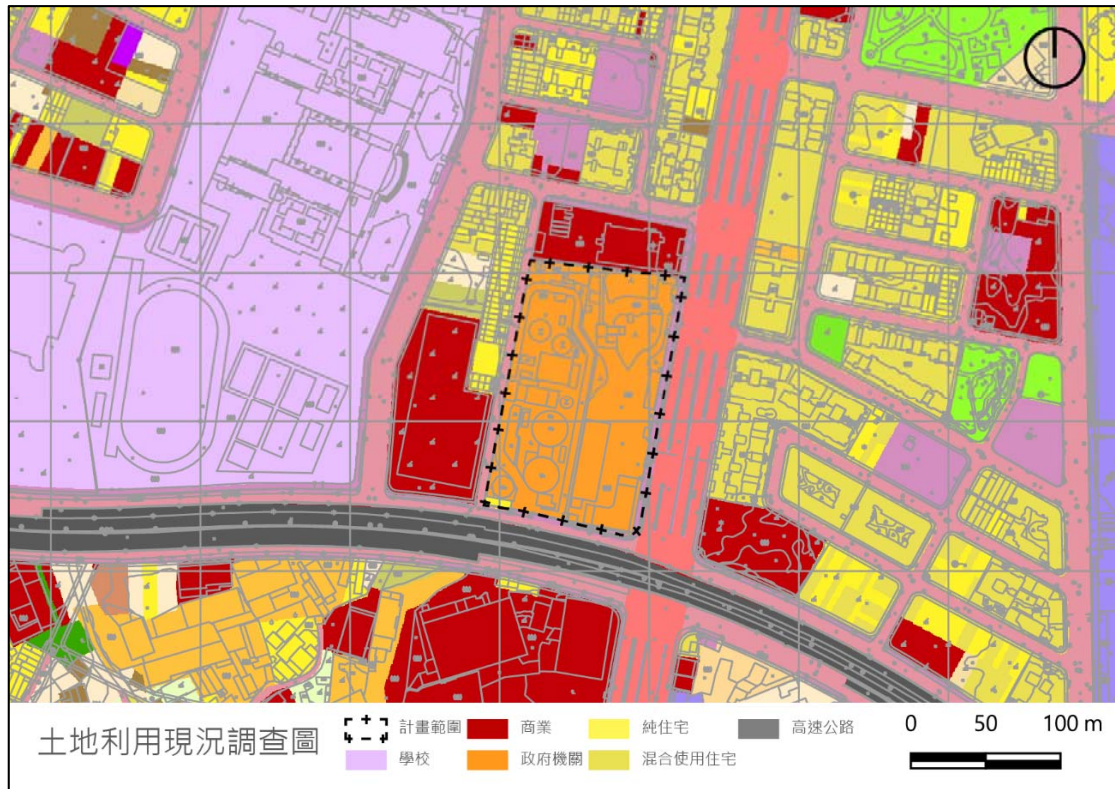 土地利用現況調查圖
計畫範圍
商業
純住宅
高速公路
學校
政府機關
混合使用住宅
0 50 100 m